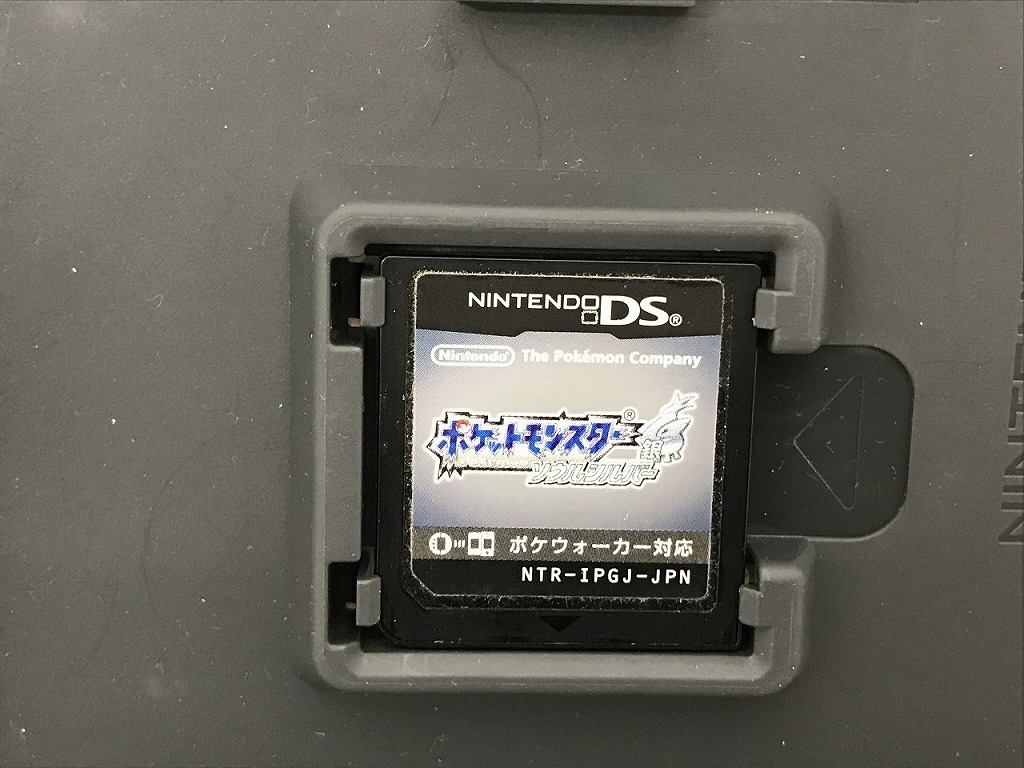 NINTENDO DS®
Nintendo® The Pokémon Company
ポケットモンスター®
銀
ソウルシルバー
ポケウォーカー対応
NTR-IPGJ-JPN